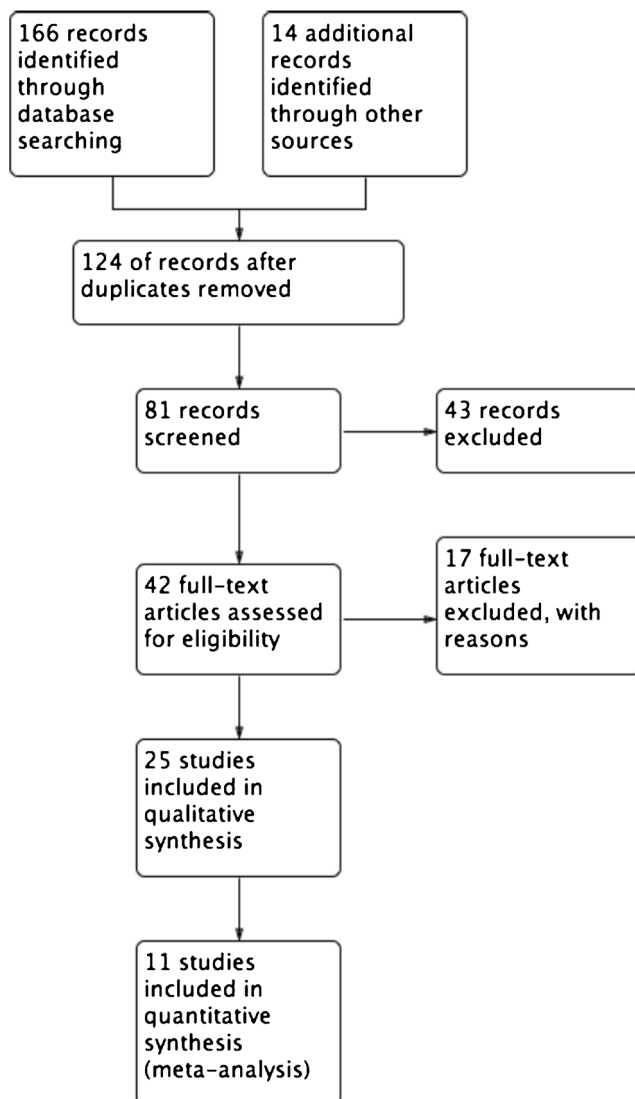 166 records
identified
through
database
searching
14 additional
records
identified
through other
sources
124 of records after
duplicates removed
81 records
screened
43 records
excluded
42 full-text
articles assessed
for eligibility
17 full-text
articles
excluded, with
reasons
25 studies
included in
qualitative
synthesis
11 studies
included in
quantitative
synthesis
(meta-analysis)